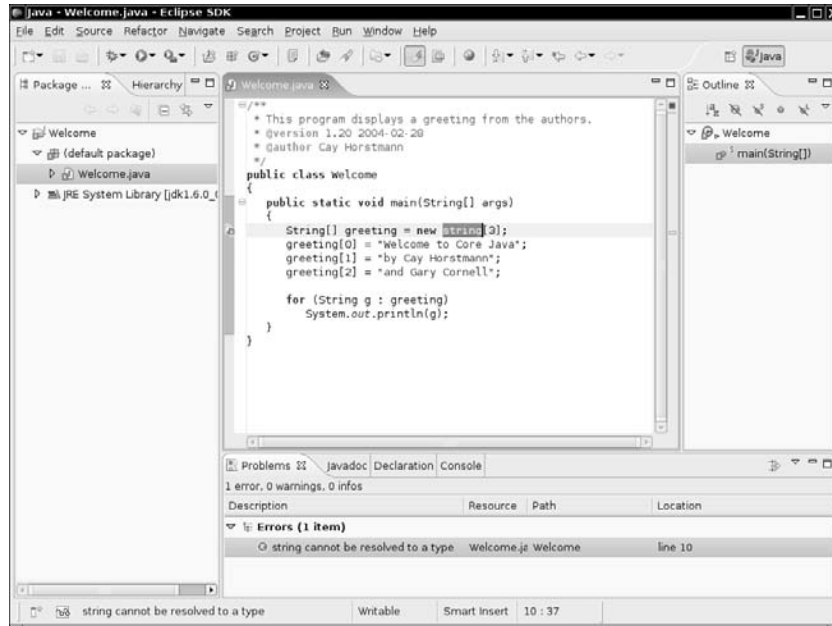 Java - Welcome.java - Eclipse SDK
File Edit Source Refactor Navigate Search Project Run Window Help
Java
Package ... Hierarchy
Welcome
(default package)
Welcome.java
JRE System Library [jdk1.6.0_(
Welcome.java
/**
* This program displays a greeting from the authors.
* @version 1.20 2004-02-28
* @author Cay Horstmann
*/
public class Welcome
{
public static void main(String[] args)
{
String[] greeting = new string[3];
greeting[0] = "Welcome to Core Java";
greeting[1] = "by Cay Horstmann";
greeting[2] = "and Gary Cornell";
for (String g : greeting)
System.out.println(g);
}
}
Outline
Welcome
main(String[])
Problems Javadoc Declaration Console
1 error, 0 warnings, 0 infos
Description Resource Path Location
Errors (1 item)
string cannot be resolved to a type Welcome.ja Welcome line 10
string cannot be resolved to a type Writable Smart Insert 10 : 37